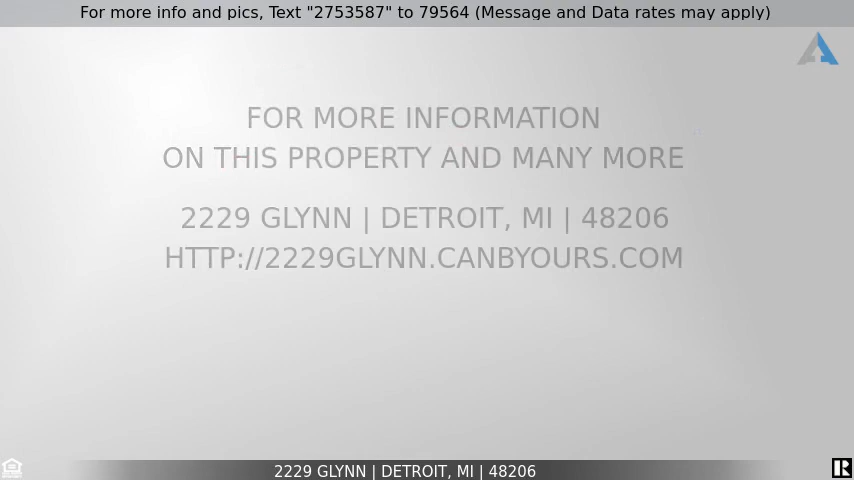 For more info and pics, Text "2753587" to 79564 (Message and Data rates may apply)
FOR MORE INFORMATION
ON THIS PROPERTY AND MANY MORE
2229 GLYNN | DETROIT, MI | 48206
HTTP://2229GLYNN.CANBYOURS.COM
2229 GLYNN | DETROIT, MI | 48206